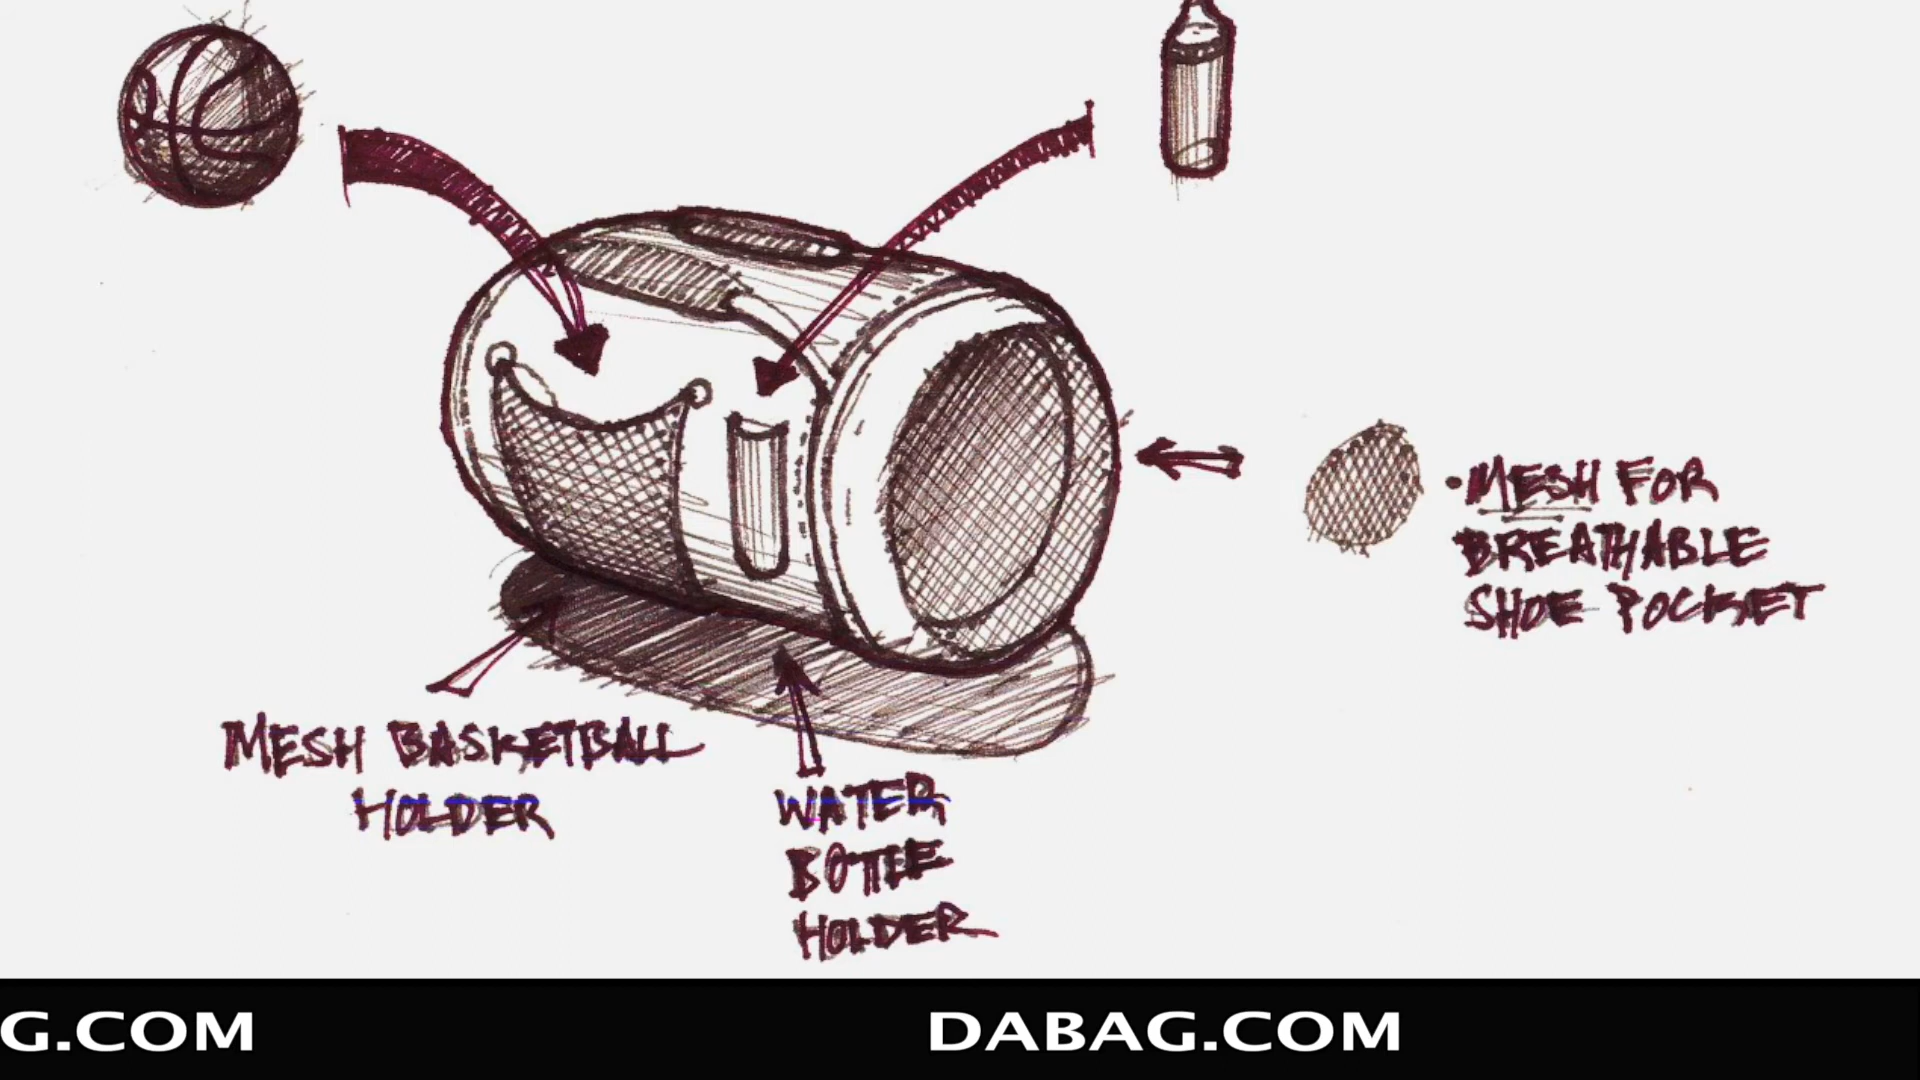 • MESH FOR
BREATHABLE
SHOE POCKET
MESH BASKETBALL
HOLDER
WATER
BOTTLE
HOLDER
G.COM
DABAG.COM